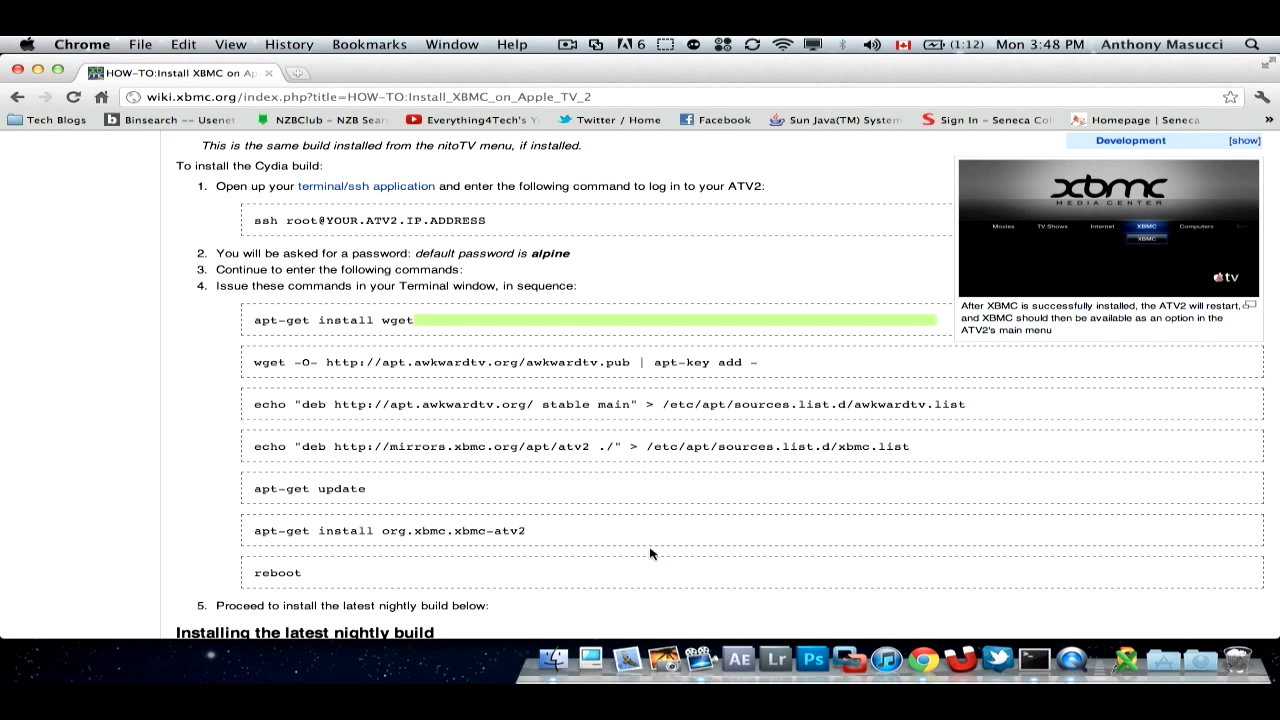 Chrome File Edit View History Bookmarks Window Help 6 (1:12) Mon 3:48 PM Anthony Masucci
HOW-TO:Install XBMC on Ap
wiki.xbmc.org/index.php?title=HOW-TO:Install_XBMC_on_Apple_TV_2
Tech Blogs Binsearch -- Usenet NZBClub - NZB Sear Everything4Tech's Y Twitter / Home Facebook Sun Java(TM) System Sign In – Seneca Col Homepage | Seneca »
This is the same build installed from the nitoTV menu, if installed.
Development [show]
To install the Cydia build:
1. Open up your terminal/ssh application and enter the following command to log in to your ATV2:
ssh root@YOUR.ATV2.IP.ADDRESS
xbmc
MEDIA CENTER
Movies TV Shows Internet XBMC Computers
XBMC
tv
After XBMC is successfully installed, the ATV2 will restart,
and XBMC should then be available as an option in the
ATV2's main menu
2. You will be asked for a password: default password is alpine
3. Continue to enter the following commands:
4. Issue these commands in your Terminal window, in sequence:
apt-get install wget
wget -O- http://apt.awkwardtv.org/awkwardtv.pub | apt-key add -
echo "deb http://apt.awkwardtv.org/ stable main" > /etc/apt/sources.list.d/awkwardtv.list
echo "deb http://mirrors.xbmc.org/apt/atv2 ./" > /etc/apt/sources.list.d/xbmc.list
apt-get update
apt-get install org.xbmc.xbmc-atv2
reboot
5. Proceed to install the latest nightly build below:
Installing the latest nightly build
AE Lr Ps